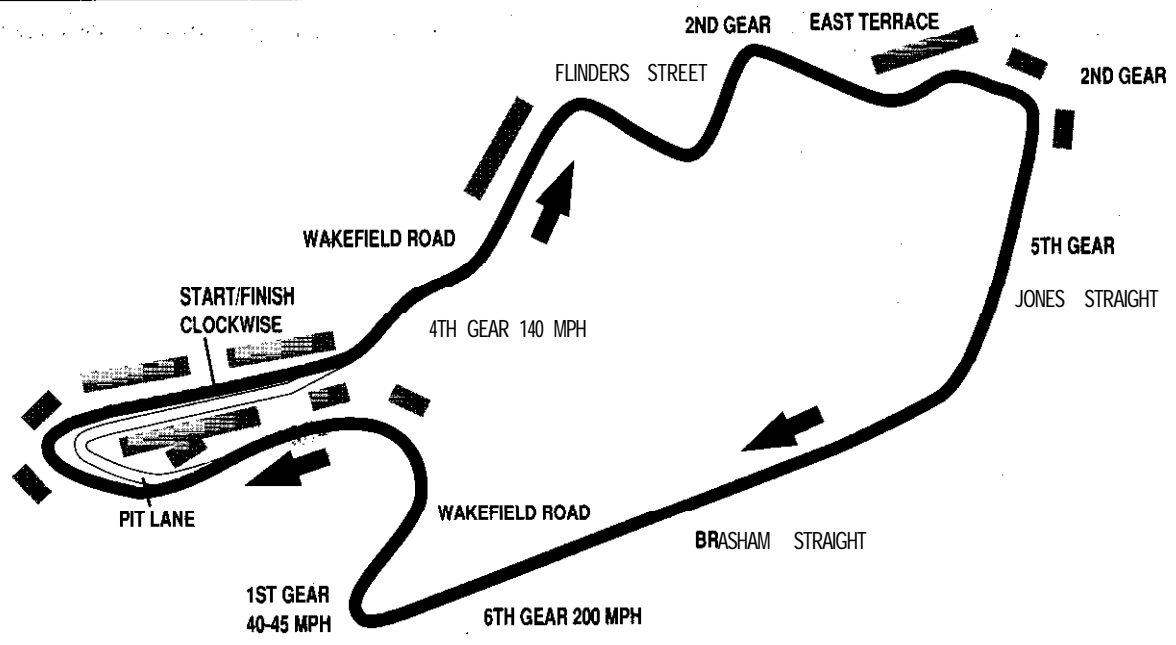 2ND GEAR
EAST TERRACE
FLINDERS STREET
2ND GEAR
WAKEFIELD ROAD
5TH GEAR
START/FINISH
CLOCKWISE
JONES STRAIGHT
4TH GEAR 140 MPH
PIT LANE
WAKEFIELD ROAD
BRASHAM STRAIGHT
1ST GEAR
40-45 MPH
6TH GEAR 200 MPH